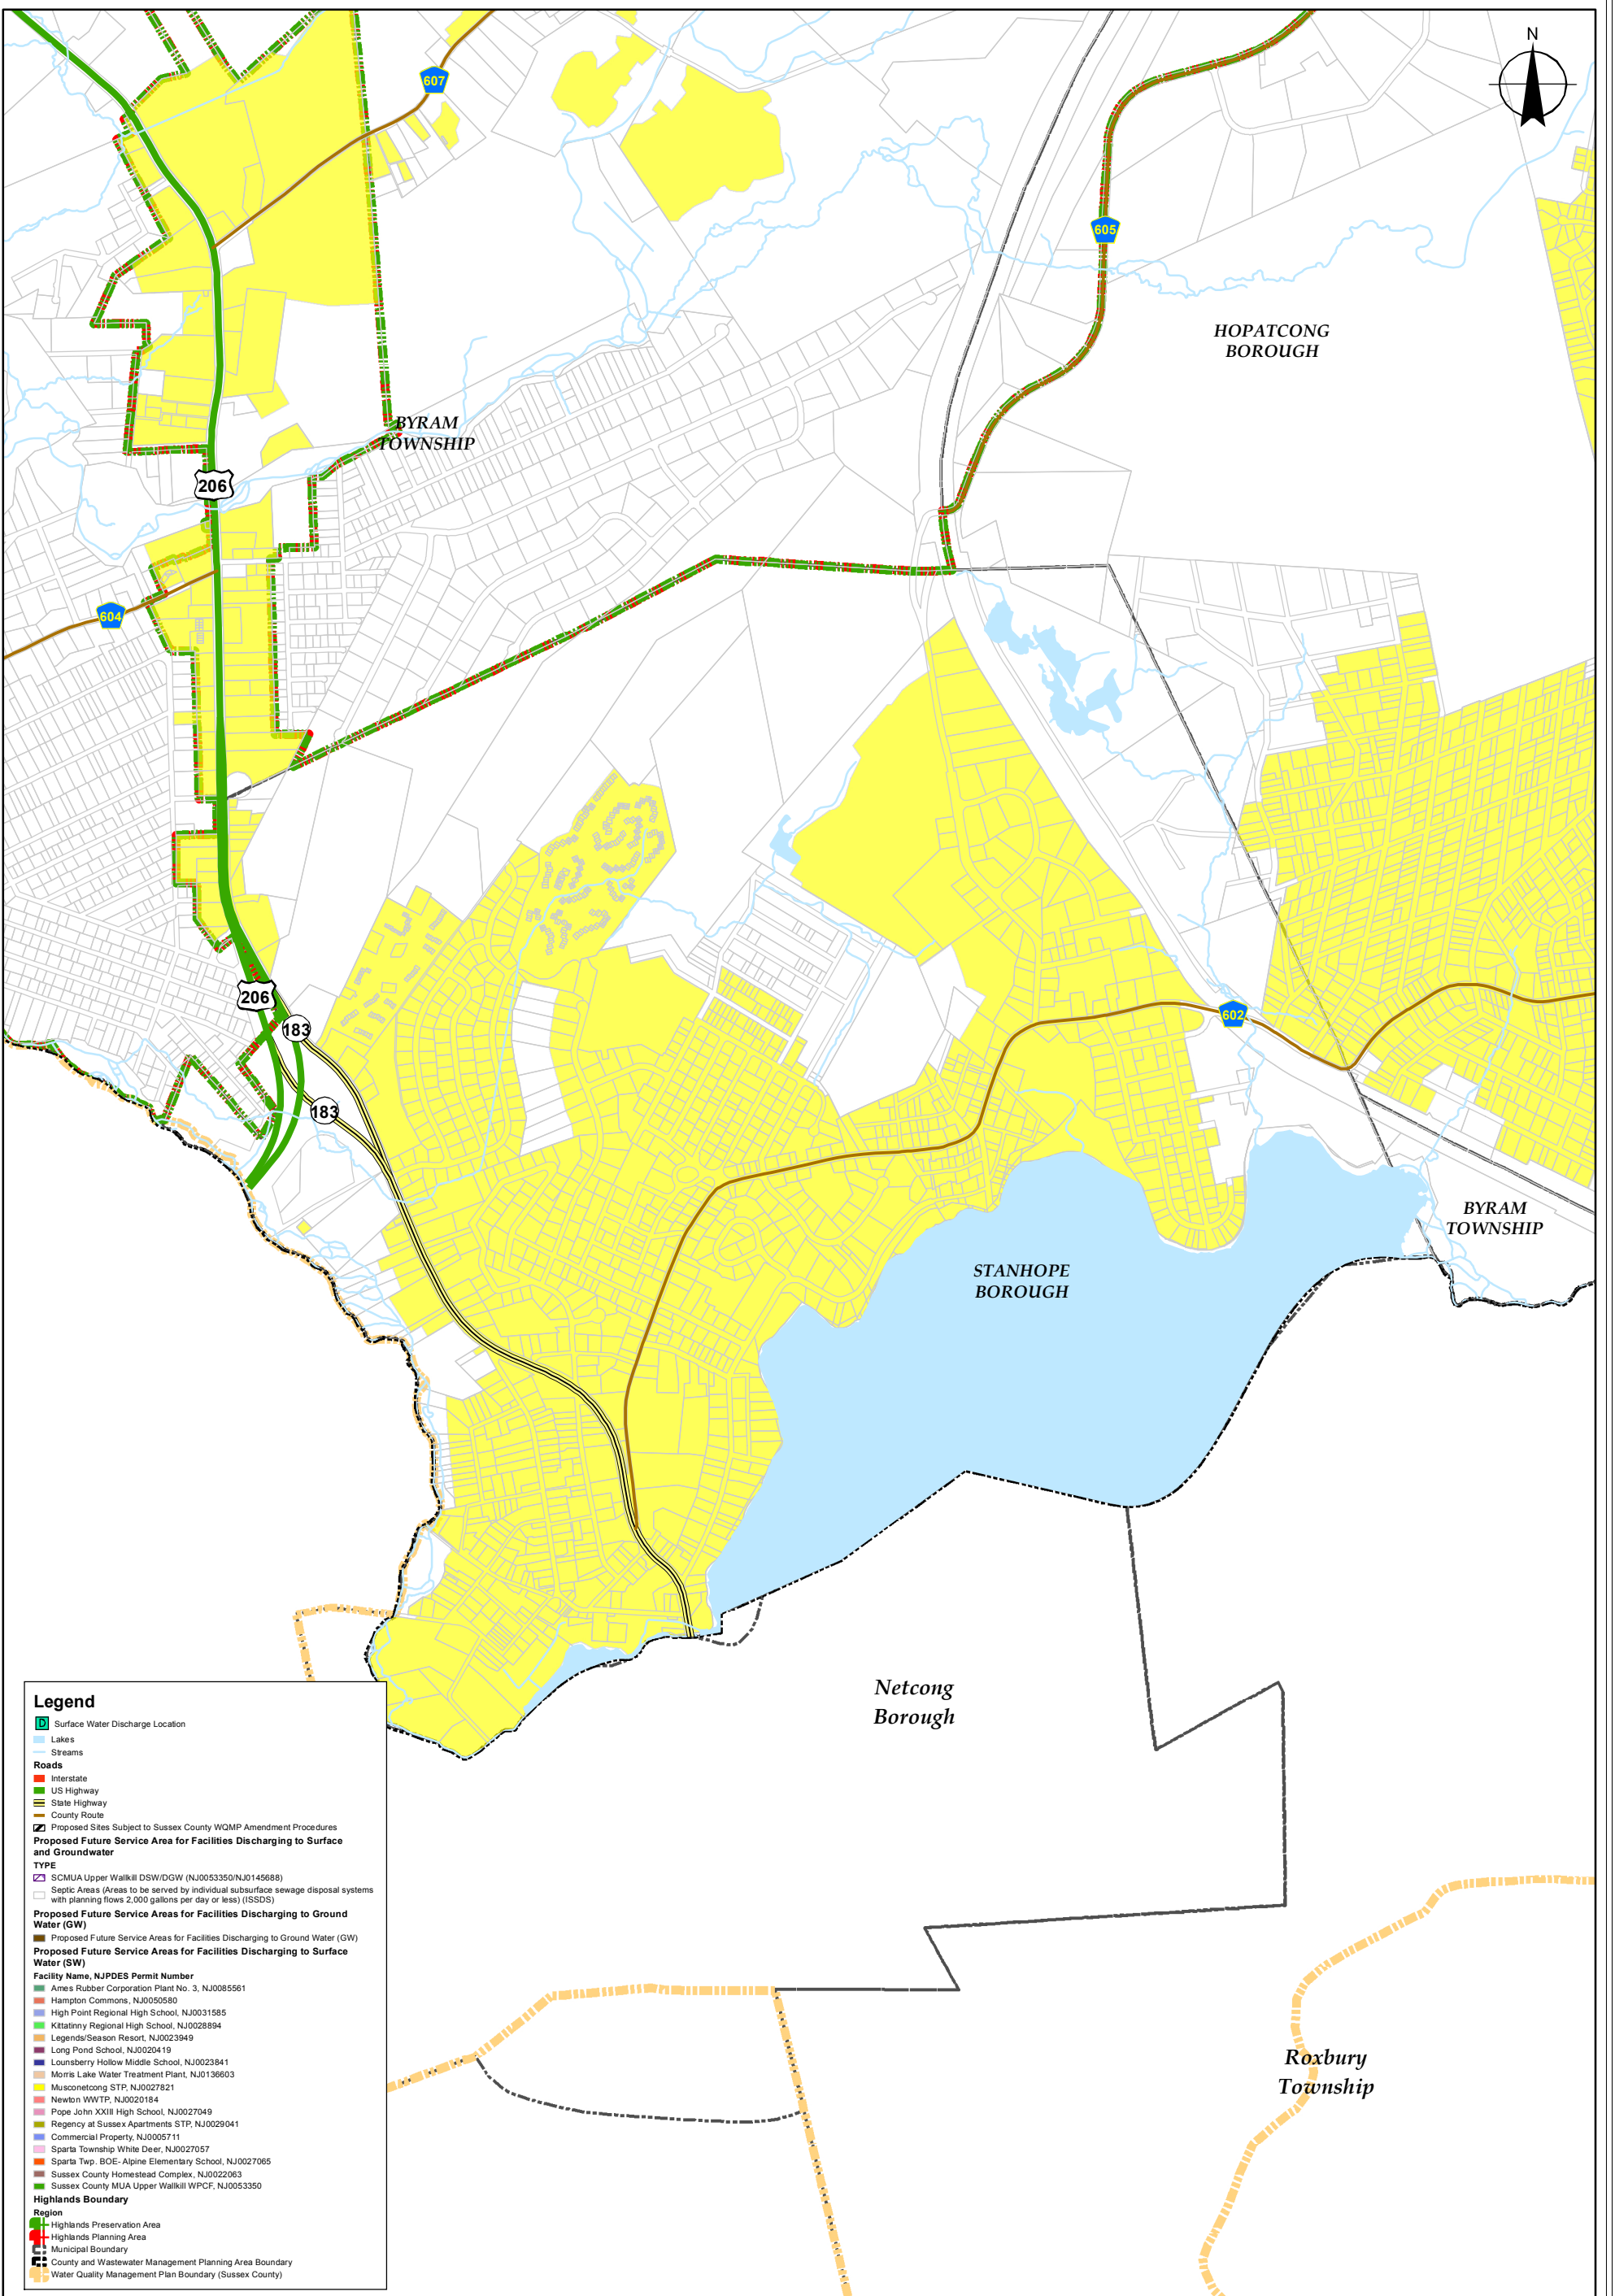 N
607
605
HOPATCONG
BOROUGH
BYRAM
TOWNSHIP
206
604
206
183
602
183
BYRAM
TOWNSHIP
STANHOPE
BOROUGH
Netcong
Borough
Roxbury
Township
Legend
D Surface Water Discharge Location
Lakes
Streams
Roads
Interstate
US Highway
State Highway
County Route
Proposed Sites Subject to Sussex County WQMP Amendment Procedures
Proposed Future Service Area for Facilities Discharging to Surface
and Groundwater
TYPE
SCMUA Upper Wallkill DSW/DGW (NJ0053350/NJ0145688)
Septic Areas (Areas to be served by individual subsurface sewage disposal systems
with planning flows 2,000 gallons per day or less) (ISSDS)
Proposed Future Service Areas for Facilities Discharging to Ground
Water (GW)
Proposed Future Service Areas for Facilities Discharging to Ground Water (GW)
Proposed Future Service Areas for Facilities Discharging to Surface
Water (SW)
Facility Name, NJPDES Permit Number
Ames Rubber Corporation Plant No. 3, NJ0085561
Hampton Commons, NJ0050580
High Point Regional High School, NJ0031585
Kittatinny Regional High School, NJ0028894
Legends/Season Resort, NJ0023949
Long Pond School, NJ0020419
Lounsberry Hollow Middle School, NJ0023841
Morris Lake Water Treatment Plant, NJ0136603
Musconetcong STP, NJ0027821
Newton WWTP, NJ0020184
Pope John XXIII High School, NJ0027049
Regency at Sussex Apartments STP, NJ0029041
Commercial Property, NJ0005711
Sparta Township White Deer, NJ0027057
Sparta Twp. BOE- Alpine Elementary School, NJ0027065
Sussex County Homestead Complex, NJ0022063
Sussex County MUA Upper Wallkill WPCF, NJ0053350
Highlands Boundary
Region
Highlands Preservation Area
Highlands Planning Area
Municipal Boundary
County and Wastewater Management Planning Area Boundary
Water Quality Management Plan Boundary (Sussex County)